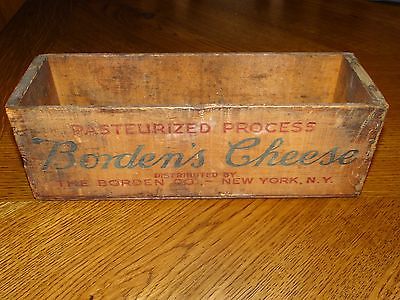 PASTEURIZED PROCESS
Borden's Cheese
DISTRIBUTED BY
THE BORDEN CO., - NEW YORK, N.Y.